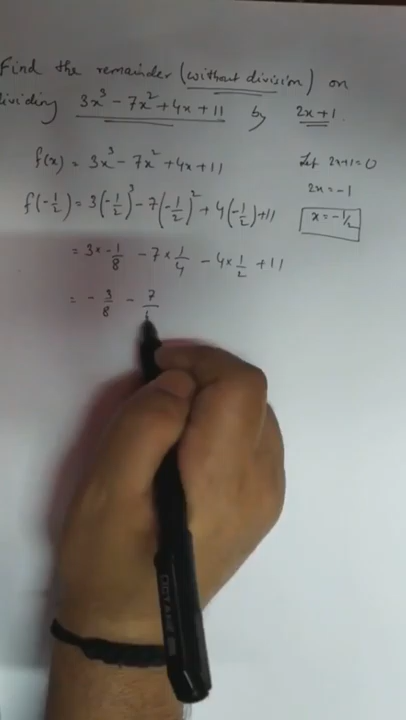 Find the remainder (without division) on
dividing 3x³ - 7x² + 4x + 11 by 2x+1.
f(x) = 3x³ - 7x² + 4x + 11
Let 2x+1=0
f(-1/2) = 3(-1/2)³ - 7(-1/2)² + 4(-1/2) + 11
2x = -1
x = -1/2
= 3 × -1/8 - 7 × 1/4 - 4 × 1/2 + 11
= - 3/8 - 7/
OCTANE